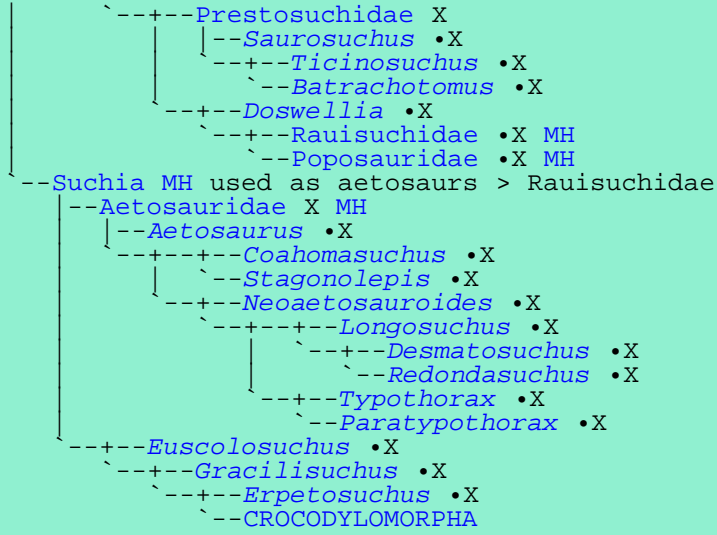 |       `--+--Prestosuchidae X
|          |  |--Saurosuchus •X
|          |  `--+--Ticinosuchus •X
|          |     `--Batrachotomus •X
|          `--+--Doswellia •X
|             `--+--Rauisuchidae •X MH
|                `--Poposauridae •X MH
`--Suchia MH used as aetosaurs > Rauisuchidae
   |--Aetosauridae X MH
   |  |--Aetosaurus •X
   |  `--+--+--Coahomasuchus •X
   |     |  `--Stagonolepis •X
   |     `--+--Neoaetosauroides •X
   |        `--+--+--Longosuchus •X
   |           |  `--+--Desmatosuchus •X
   |           |     `--Redondasuchus •X
   |           `--+--Typothorax •X
   |              `--Paratypothorax •X
   `--+--Euscolosuchus •X
      `--+--Gracilisuchus •X
         `--+--Erpetosuchus •X
            `--CROCODYLOMORPHA